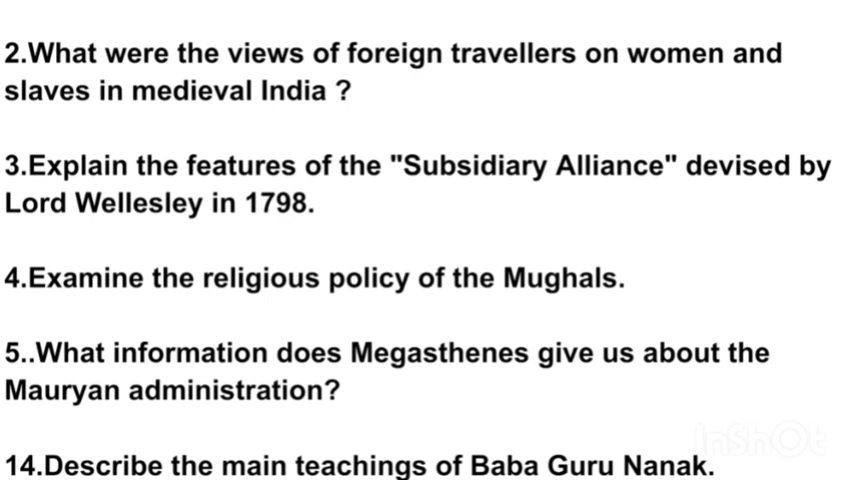 2.What were the views of foreign travellers on women and
slaves in medieval India ?
3.Explain the features of the "Subsidiary Alliance" devised by
Lord Wellesley in 1798.
4.Examine the religious policy of the Mughals.
5..What information does Megasthenes give us about the
Mauryan administration?
InShOt
14.Describe the main teachings of Baba Guru Nanak.